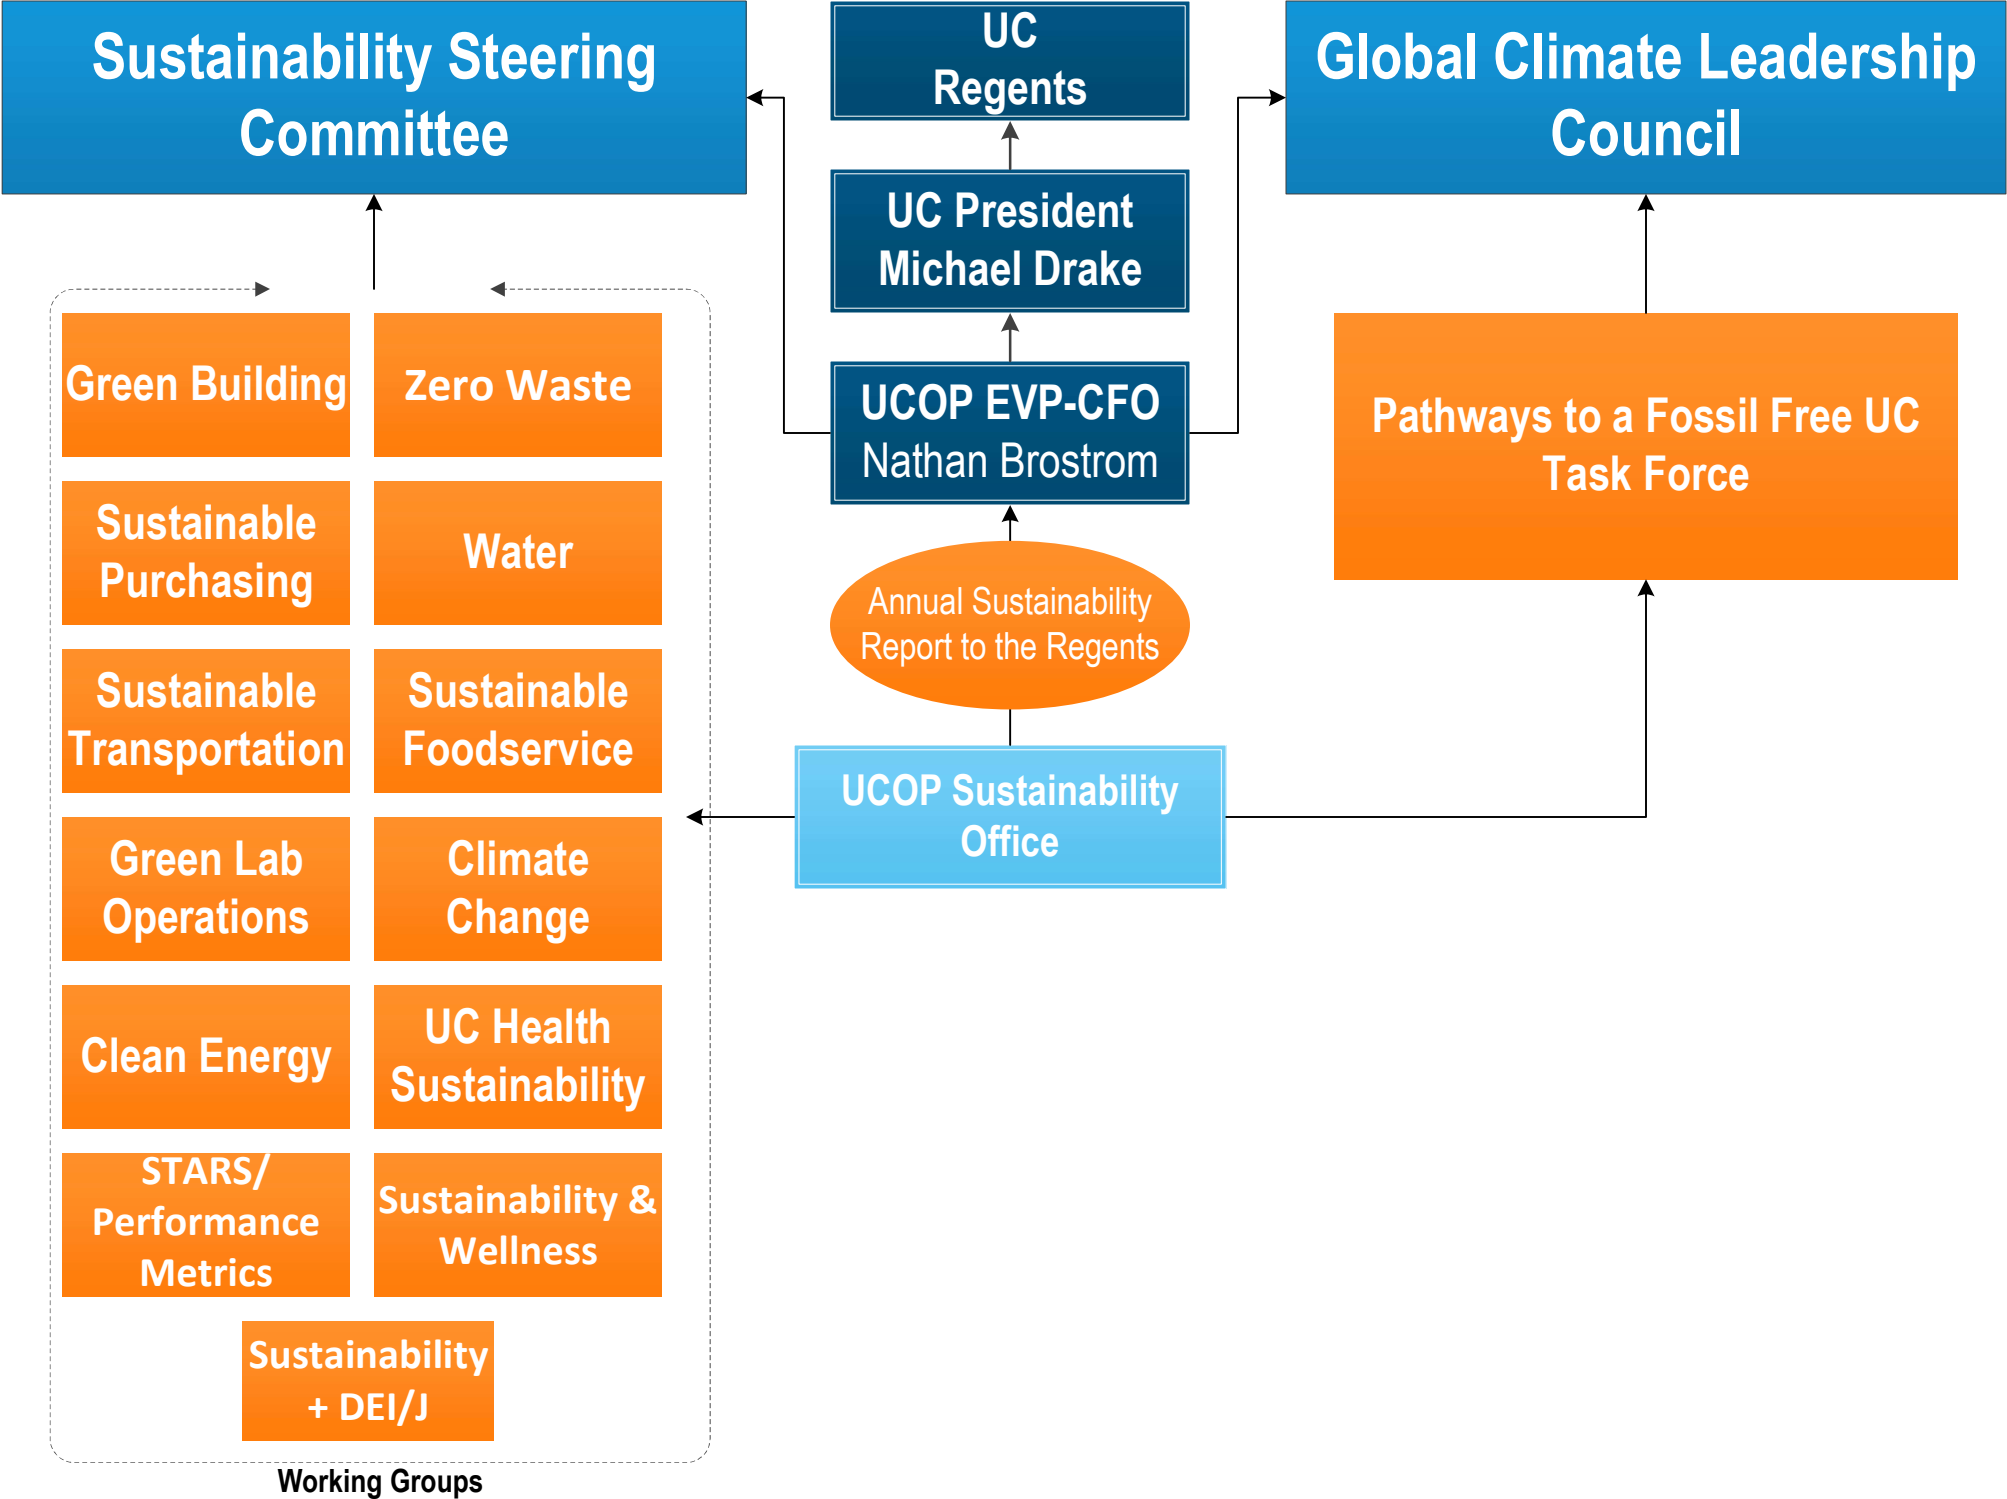 Sustainability Steering
Committee
UC
Regents
Global Climate Leadership
Council
UC President
Michael Drake
UCOP EVP-CFO
Nathan Brostrom
Annual Sustainability
Report to the Regents
UCOP Sustainability
Office
Pathways to a Fossil Free UC
Task Force
Green Building
Zero Waste
Sustainable
Purchasing
Water
Sustainable
Transportation
Sustainable
Foodservice
Green Lab
Operations
Climate
Change
Clean Energy
UC Health
Sustainability
STARS/
Performance
Metrics
Sustainability &
Wellness
Sustainability
+ DEI/J
Working Groups